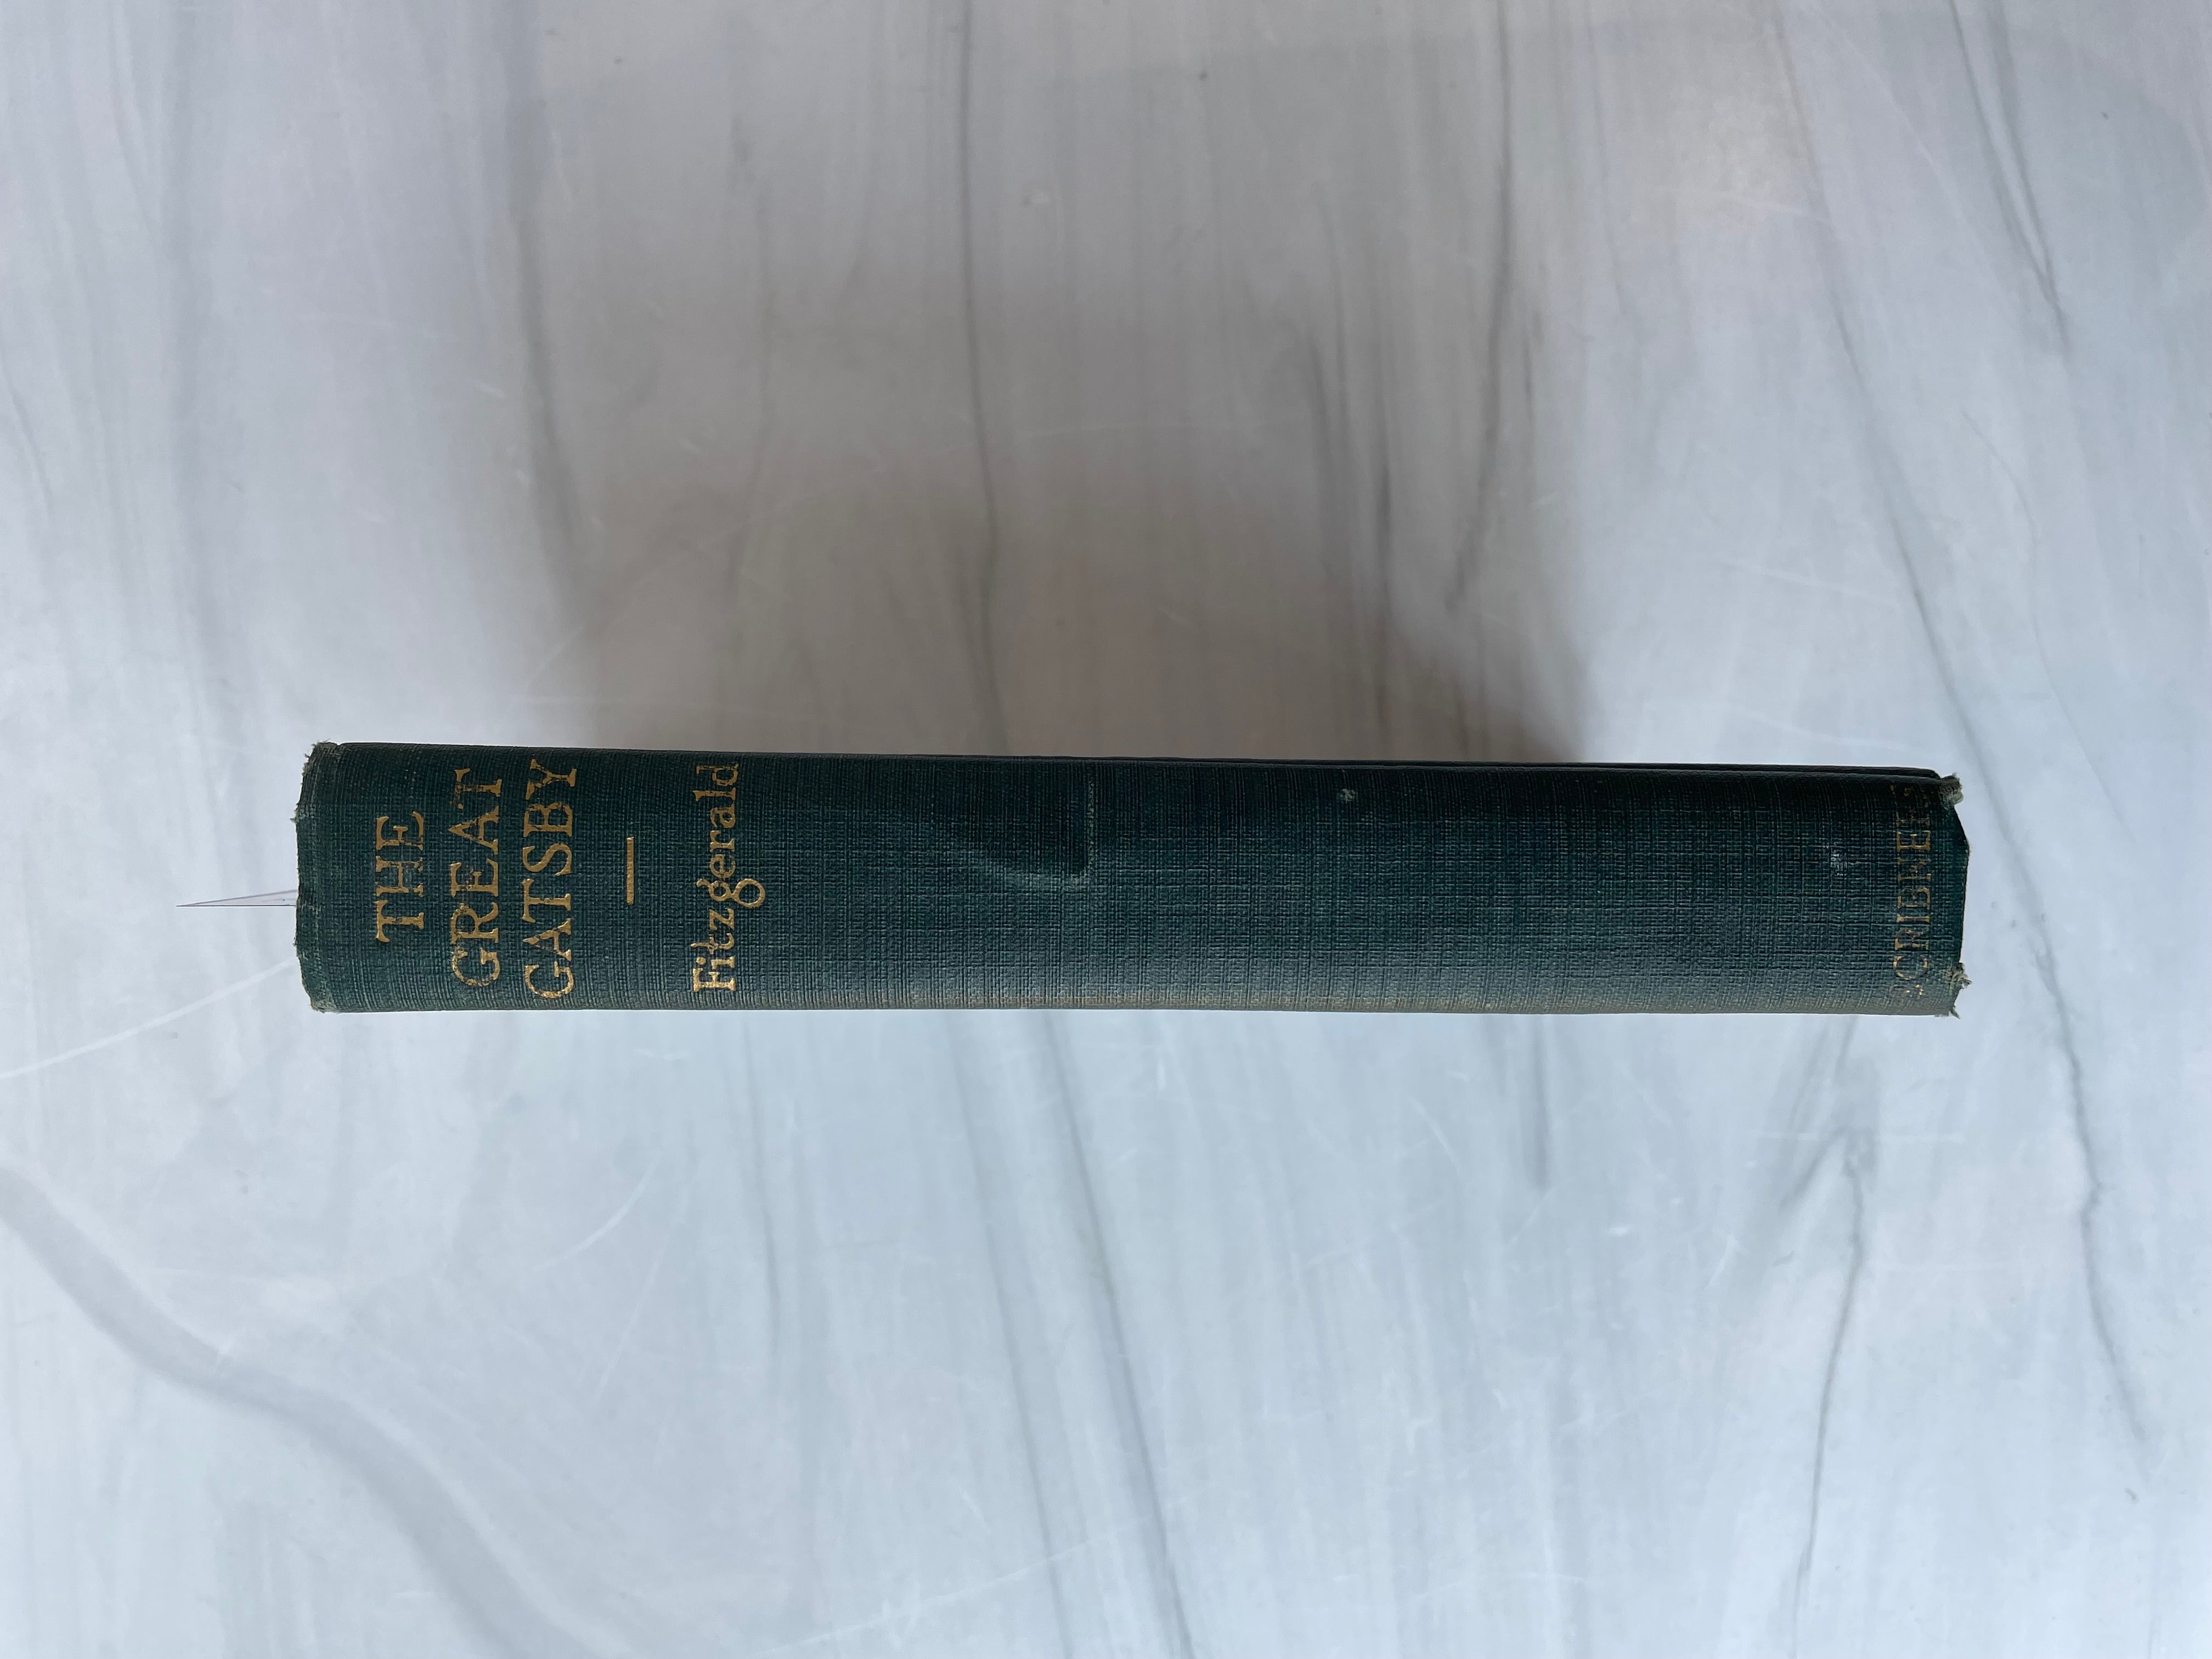 THE
GREAT
GATSBY
Fitzgerald
SCRIBNERS